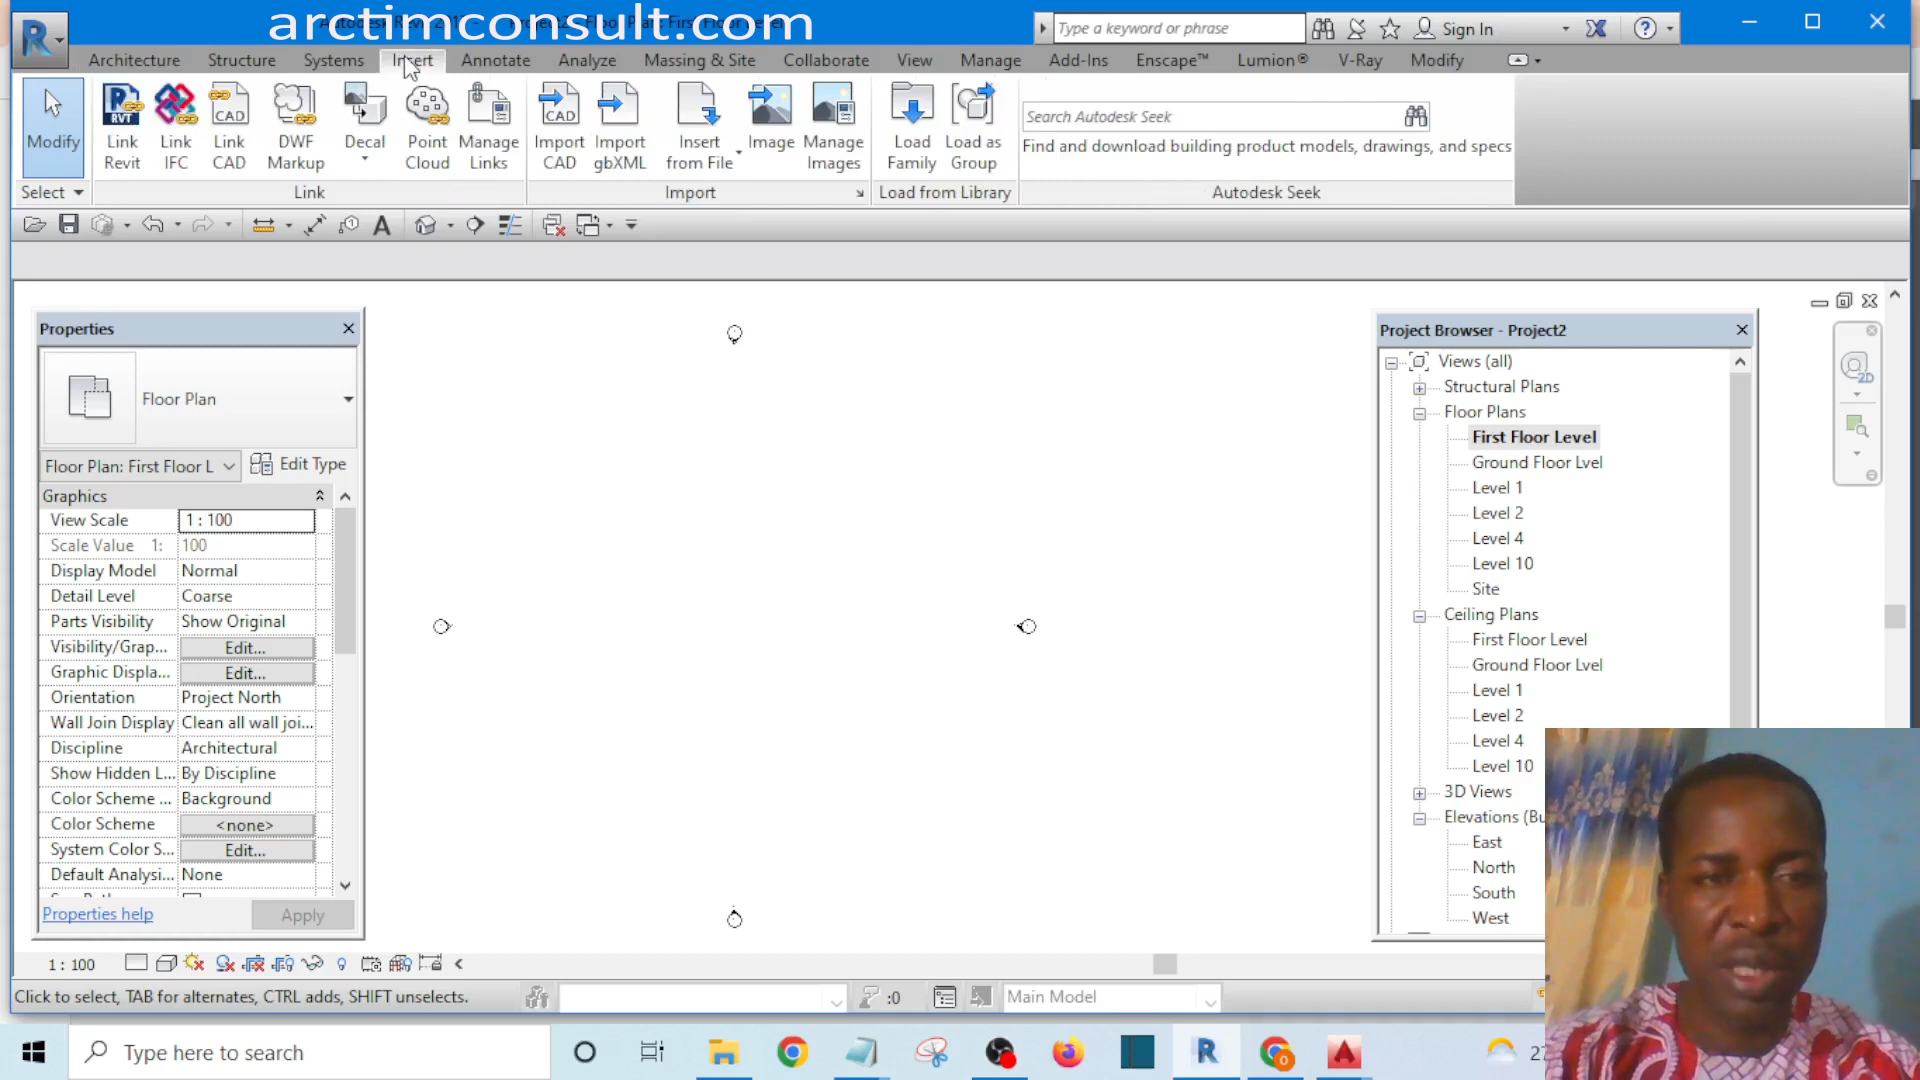 arctimconsult.com
Type a keyword or phrase
Sign In
Architecture Structure Systems Insert Annotate Analyze Massing & Site Collaborate View Manage Add-Ins Enscape™ Lumion® V-Ray Modify
Modify
Link Revit
Link IFC
Link CAD
DWF Markup
Decal
Point Cloud
Manage Links
Import CAD
Import gbXML
Insert from File
Image
Manage Images
Load Family
Load as Group
Search Autodesk Seek
Find and download building product models, drawings, and specs
Select Link Import Load from Library Autodesk Seek
Properties
Floor Plan
Floor Plan: First Floor L
Edit Type
Graphics
View Scale 1 : 100
Scale Value 1: 100
Display Model Normal
Detail Level Coarse
Parts Visibility Show Original
Visibility/Grap... Edit...
Graphic Displa... Edit...
Orientation Project North
Wall Join Display Clean all wall joi...
Discipline Architectural
Show Hidden L... By Discipline
Color Scheme ... Background
Color Scheme <none>
System Color S... Edit...
Default Analysi... None
Properties help
Apply
Project Browser - Project2
Views (all)
Structural Plans
Floor Plans
First Floor Level
Ground Floor Lvel
Level 1
Level 2
Level 4
Level 10
Site
Ceiling Plans
First Floor Level
Ground Floor Lvel
Level 1
Level 2
Level 4
Level 10
3D Views
Elevations (Bu
East
North
South
West
2D
1 : 100
Click to select, TAB for alternates, CTRL adds, SHIFT unselects.
:0
Main Model
Type here to search
27